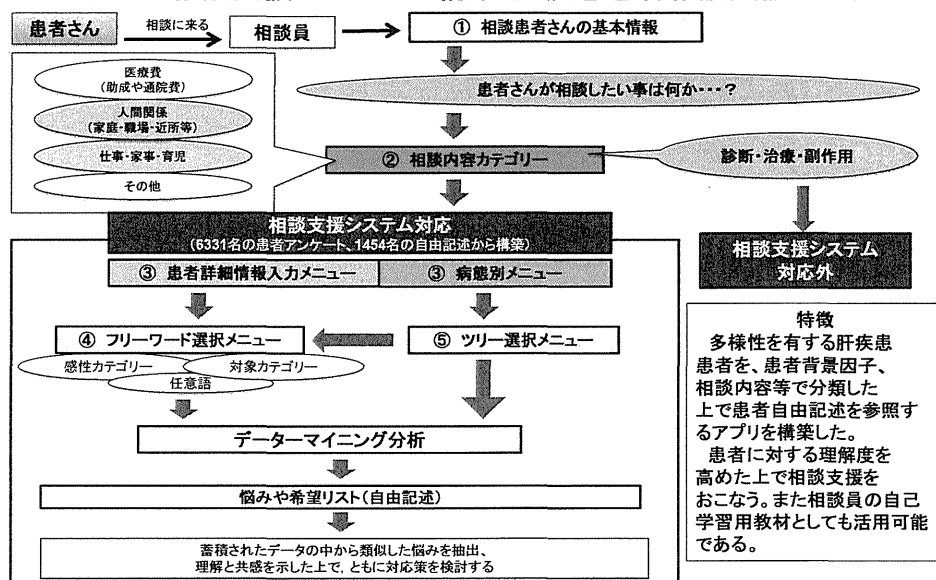 患者さん
相談に来る
相談員
① 相談患者さんの基本情報
医療費
(助成や通院費)
人間関係
(家庭・職場・近所等)
仕事・家事・育児
その他
患者さんが相談したい事は何か・・・?
② 相談内容カテゴリー
診断・治療・副作用
相談支援システム対応
(6331名の患者アンケート、1454名の自由記述から構築)
相談支援システム
対応外
③ 患者詳細情報入力メニュー
③ 病態別メニュー
④ フリーワード選択メニュー
⑤ ツリー選択メニュー
感性カテゴリー
対象カテゴリー
任意語
データーマイニング分析
悩みや希望リスト(自由記述)
蓄積されたデータの中から類似した悩みを抽出、
理解と共感を示した上で、ともに対応策を検討する
特徴
多様性を有する肝疾患
患者を、患者背景因子、
相談内容等で分類した
上で患者自由記述を参照す
るアプリを構築した。
患者に対する理解度を
高めた上で相談支援を
おこなう。また相談員の自己
学習用教材としても活用可能
である。